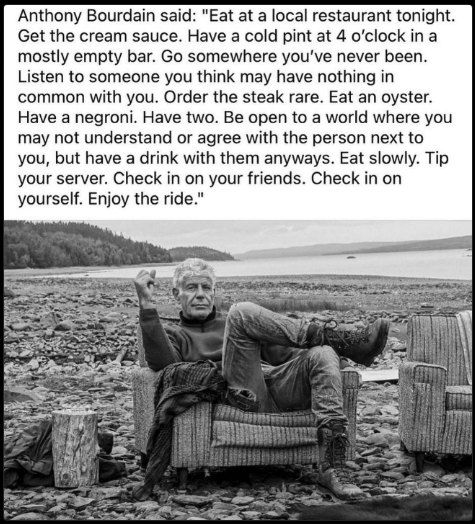 Anthony Bourdain said: "Eat at a local restaurant tonight.
Get the cream sauce. Have a cold pint at 4 o’clock in a
mostly empty bar. Go somewhere you’ve never been.
Listen to someone you think may have nothing in
common with you. Order the steak rare. Eat an oyster.
Have a negroni. Have two. Be open to a world where you
may not understand or agree with the person next to
you, but have a drink with them anyways. Eat slowly. Tip
your server. Check in on your friends. Check in on
yourself. Enjoy the ride."